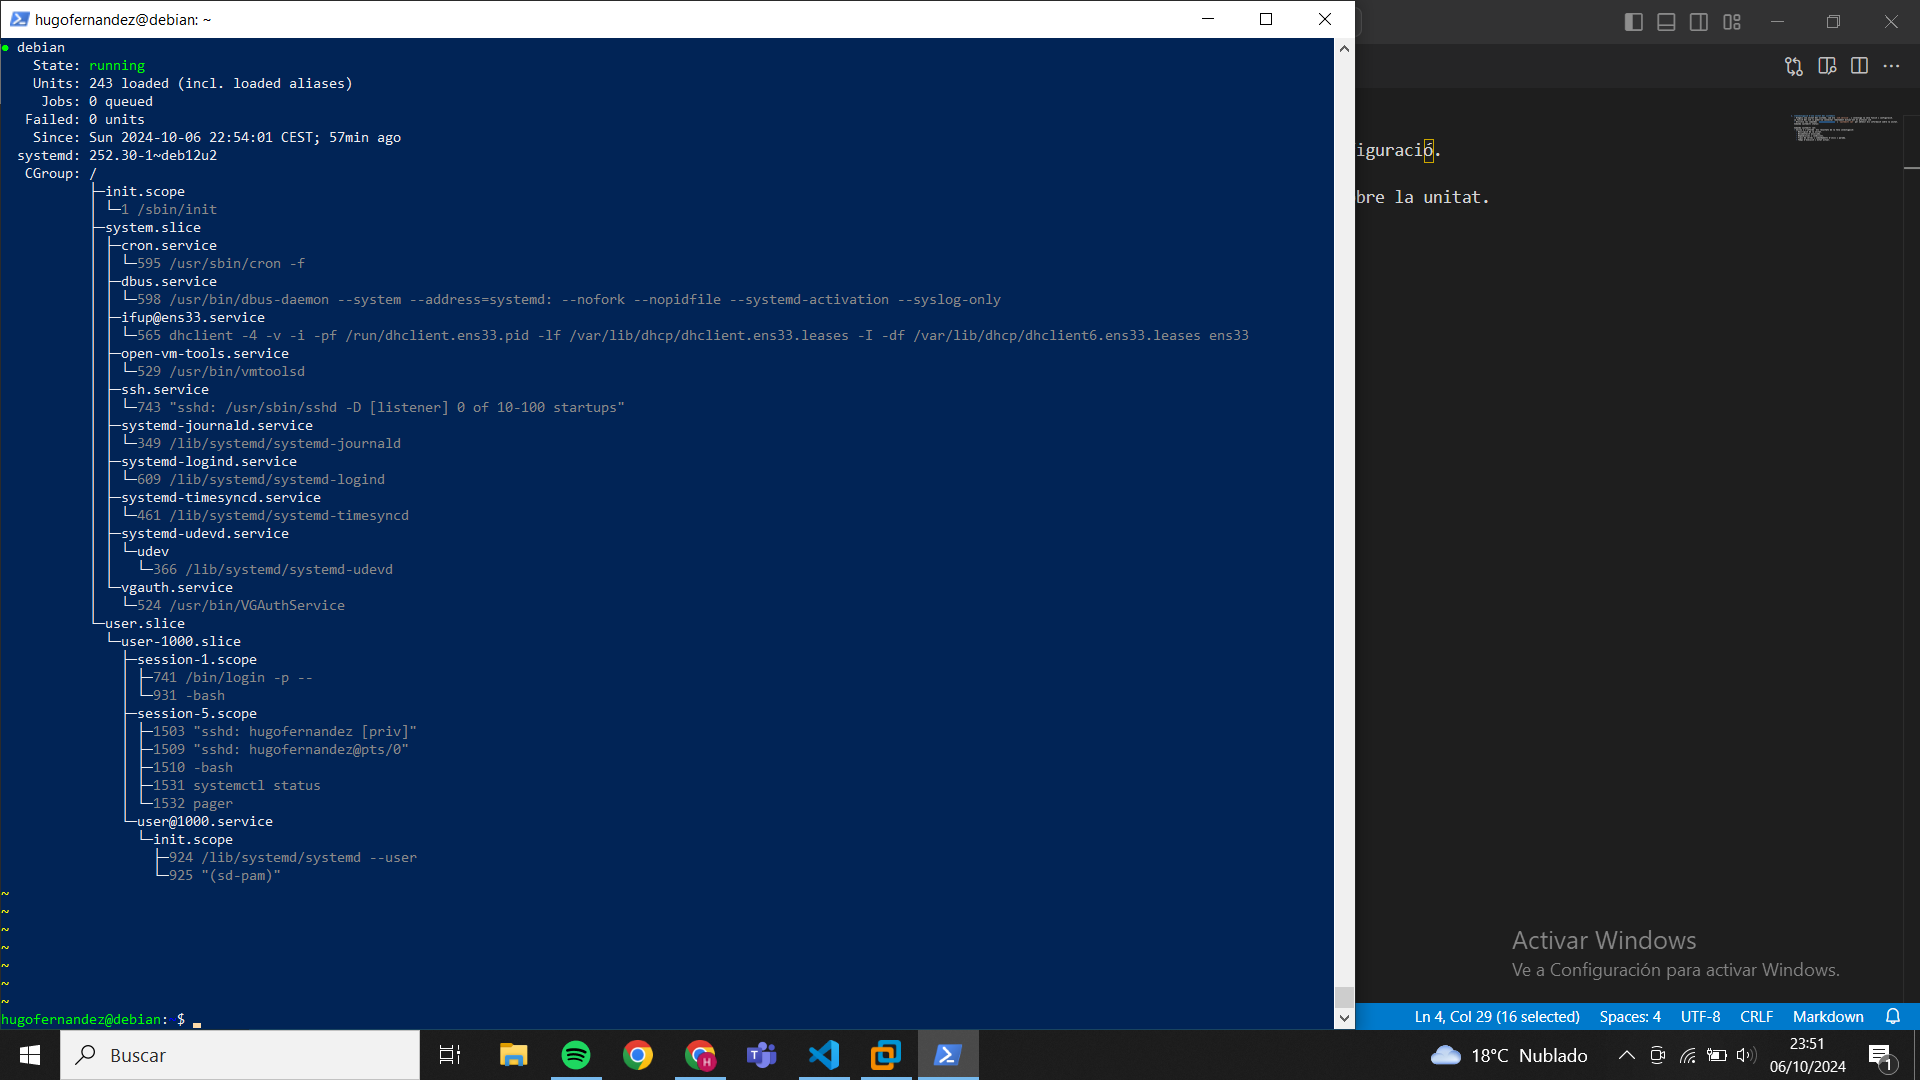 hugofernandez@debian: ~
● debian
State: running
Units: 243 loaded (incl. loaded aliases)
Jobs: 0 queued
Failed: 0 units
Since: Sun 2024-10-06 22:54:01 CEST; 57min ago
systemd: 252.30-1~deb12u2
CGroup: /
├─init.scope
│ └─1 /sbin/init
├─system.slice
│ ├─cron.service
│ │ └─595 /usr/sbin/cron -f
│ ├─dbus.service
│ │ └─598 /usr/bin/dbus-daemon --system --address=systemd: --nofork --nopidfile --systemd-activation --syslog-only
│ ├─ifup@ens33.service
│ │ └─565 dhclient -4 -v -i -pf /run/dhclient.ens33.pid -lf /var/lib/dhcp/dhclient.ens33.leases -I -df /var/lib/dhcp/dhclient6.ens33.leases ens33
│ ├─open-vm-tools.service
│ │ └─529 /usr/bin/vmtoolsd
│ ├─ssh.service
│ │ └─743 "sshd: /usr/sbin/sshd -D [listener] 0 of 10-100 startups"
│ ├─systemd-journald.service
│ │ └─349 /lib/systemd/systemd-journald
│ ├─systemd-logind.service
│ │ └─609 /lib/systemd/systemd-logind
│ ├─systemd-timesyncd.service
│ │ └─461 /lib/systemd/systemd-timesyncd
│ ├─systemd-udevd.service
│ │ └─udev
│ │   └─366 /lib/systemd/systemd-udevd
│ └─vgauth.service
│   └─524 /usr/bin/VGAuthService
└─user.slice
└─user-1000.slice
├─session-1.scope
│ ├─741 /bin/login -p --
│ └─931 -bash
├─session-5.scope
│ ├─1503 "sshd: hugofernandez [priv]"
│ ├─1509 "sshd: hugofernandez@pts/0"
│ ├─1510 -bash
│ ├─1531 systemctl status
│ └─1532 pager
└─user@1000.service
└─init.scope
├─924 /lib/systemd/systemd --user
└─925 "(sd-pam)"
~
~
~
~
~
~
~
hugofernandez@debian: $
iguració.
bre la unitat.
Activar Windows
Ve a Configuración para activar Windows.
Ln 4, Col 29 (16 selected) Spaces: 4 UTF-8 CRLF Markdown
Buscar
18°C Nublado
23:51
06/10/2024
1